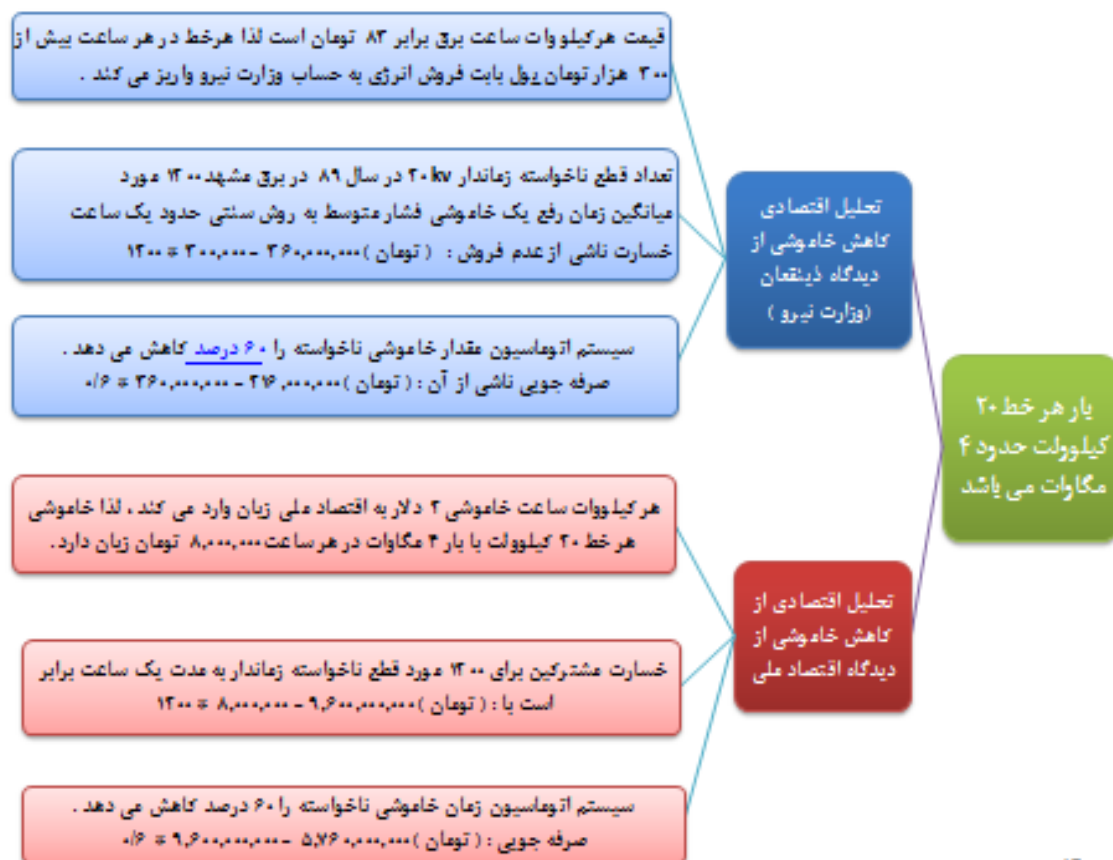 بار هر خط ۲۰
کیلوولت حدود ۴
مگاوات می باشد
تحلیل اقتصادی
کاهش خاموشی از
دیدگاه ذینفعان
(وزارت نیرو )
قیمت هرکیلووات ساعت برق برابر ۸۳ تومان است لذا هرخط در هر ساعت بیش از
۳۰۰ هزار تومان پول بابت فروش انرژی به حساب وزارت نیرو واریز می کند .
تعداد قطع ناخواسته زماندار ۲۰kv در سال ۸۹ در برق مشهد ۱۲۰۰ مورد
میانگین زمان رفع یک خاموشی فشار متوسط به روش سنتی حدود یک ساعت
خسارت ناشی از عدم فروش : ( تومان )۳۶۰,۰۰۰,۰۰۰ = ۳۰۰,۰۰۰ * ۱۲۰۰
سیستم اتوماسیون مقدار خاموشی ناخواسته را ۶۰ درصد کاهش می دهد .
صرفه جویی ناشی از آن : ( تومان )۲۱۶,۰۰۰,۰۰۰ = ۳۶۰,۰۰۰,۰۰۰ * ۰/۶
تحلیل اقتصادی از
کاهش خاموشی از
دیدگاه اقتصاد ملی
هر کیلووات ساعت خاموشی ۲ دلار به اقتصاد ملی زیان وارد می کند ، لذا خاموشی
هر خط ۲۰ کیلوولت با بار ۴ مگاوات در هر ساعت ۸,۰۰۰,۰۰۰ تومان زیان دارد.
خسارت مشترکین برای ۱۲۰۰ مورد قطع ناخواسته زماندار به مدت یک ساعت برابر
است با : ( تومان )۹,۶۰۰,۰۰۰,۰۰۰ = ۸,۰۰۰,۰۰۰ * ۱۲۰۰
سیستم اتوماسیون زمان خاموشی ناخواسته را ۶۰ درصد کاهش می دهد .
صرفه جویی : ( تومان )۵,۷۶۰,۰۰۰,۰۰۰ = ۹,۶۰۰,۰۰۰,۰۰۰ * ۰/۶